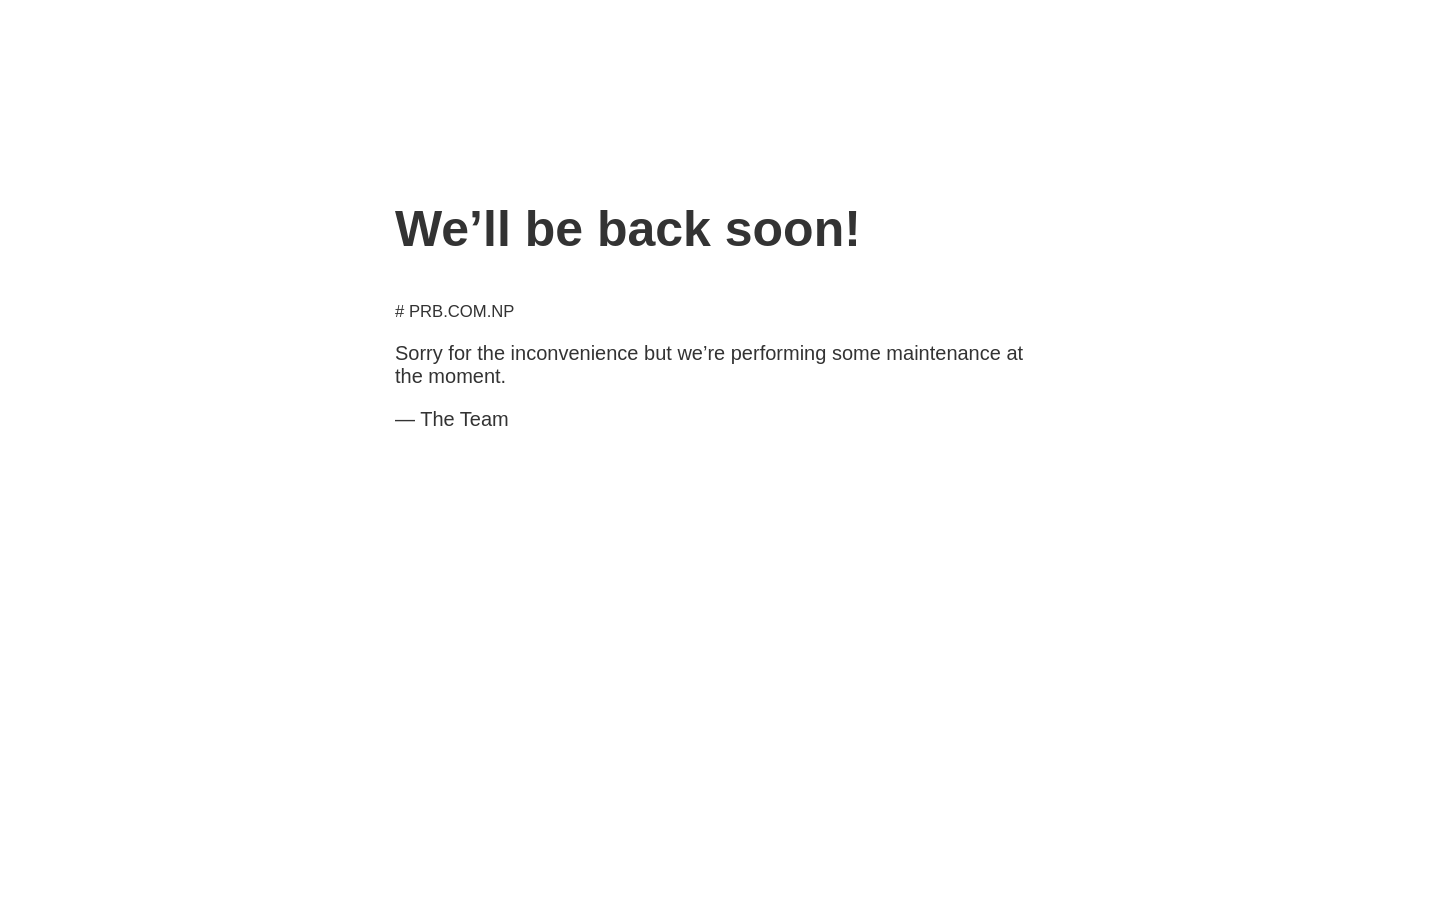 We’ll be back soon!
# PRB.COM.NP
Sorry for the inconvenience but we’re performing some maintenance at
the moment.
— The Team